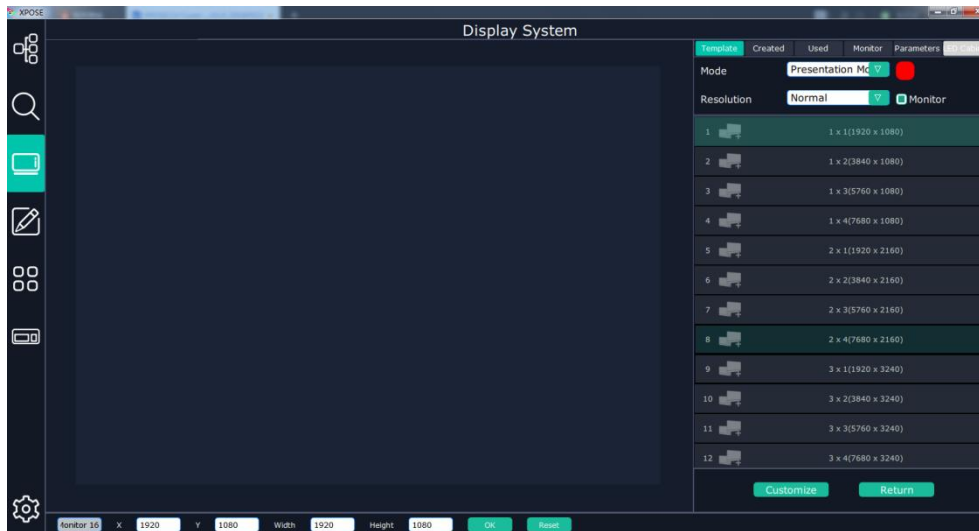 XPOSE
Display System
Template Created Used Monitor Parameters LED Cabi
Mode Presentation Mo
Resolution Normal Monitor
1 1 x 1(1920 x 1080)
2 1 x 2(3840 x 1080)
3 1 x 3(5760 x 1080)
4 1 x 4(7680 x 1080)
5 2 x 1(1920 x 2160)
6 2 x 2(3840 x 2160)
7 2 x 3(5760 x 2160)
8 2 x 4(7680 x 2160)
9 3 x 1(1920 x 3240)
10 3 x 2(3840 x 3240)
11 3 x 3(5760 x 3240)
12 3 x 4(7680 x 3240)
Customize Return
Monitor 16 X 1920 Y 1080 Width 1920 Height 1080 OK Reset